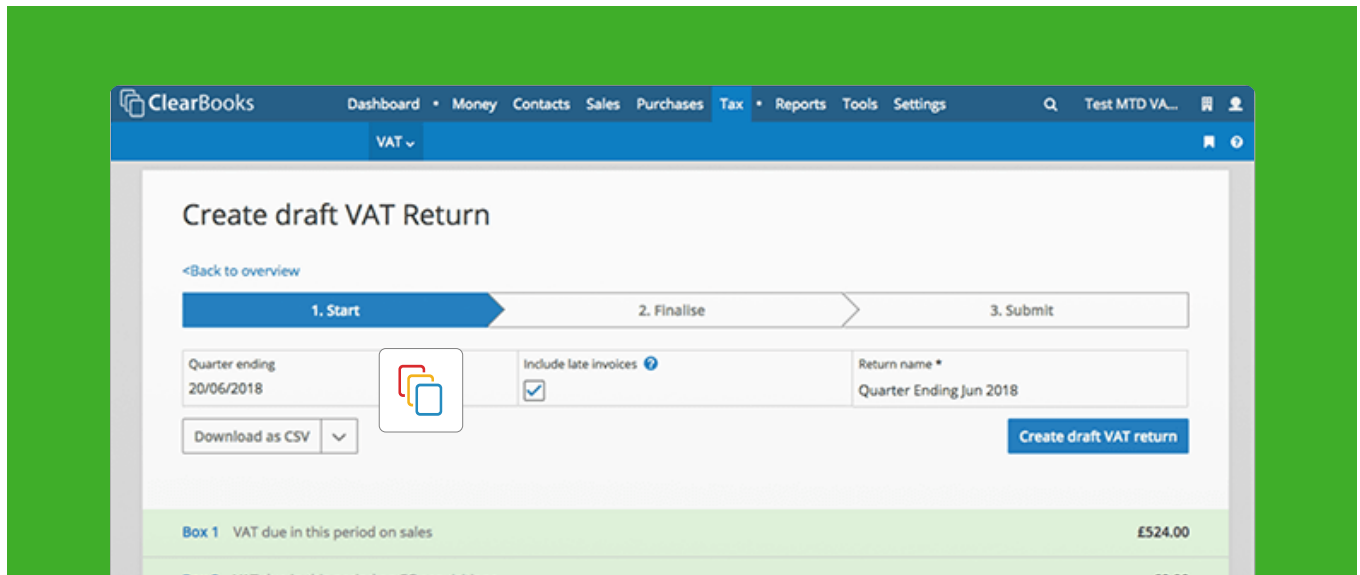 ClearBooks Dashboard • Money Contacts Sales Purchases Tax • Reports Tools Settings Test MTD VA...
VAT
Create draft VAT Return
<Back to overview
1. Start 2. Finalise 3. Submit
Quarter ending Include late invoices ? Return name *
20/06/2018 Quarter Ending Jun 2018
Download as CSV Create draft VAT return
Box 1 VAT due in this period on sales £524.00